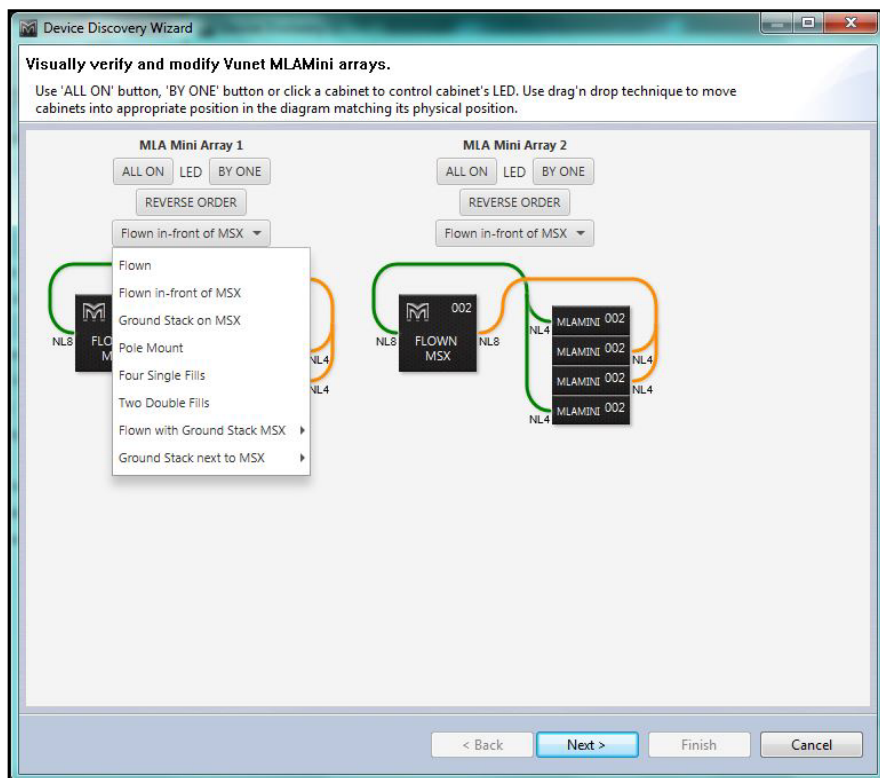 Device Discovery Wizard
Visually verify and modify Vunet MLAMini arrays.
Use 'ALL ON' button, 'BY ONE' button or click a cabinet to control cabinet's LED. Use drag'n drop technique to move
cabinets into appropriate position in the diagram matching its physical position.
MLA Mini Array 1
ALL ON LED BY ONE
REVERSE ORDER
Flown in-front of MSX
Flown
Flown in-front of MSX
Ground Stack on MSX
Pole Mount
Four Single Fills
Two Double Fills
Flown with Ground Stack MSX
Ground Stack next to MSX
NL8
FLO
M
NL4
NL4
MLA Mini Array 2
ALL ON LED BY ONE
REVERSE ORDER
Flown in-front of MSX
002
FLOWN
MSX
NL8
NL8
NL4
MLAMINI 002
MLAMINI 002
NL4
MLAMINI 002
NL4
MLAMINI 002
NL4
< Back Next > Finish Cancel